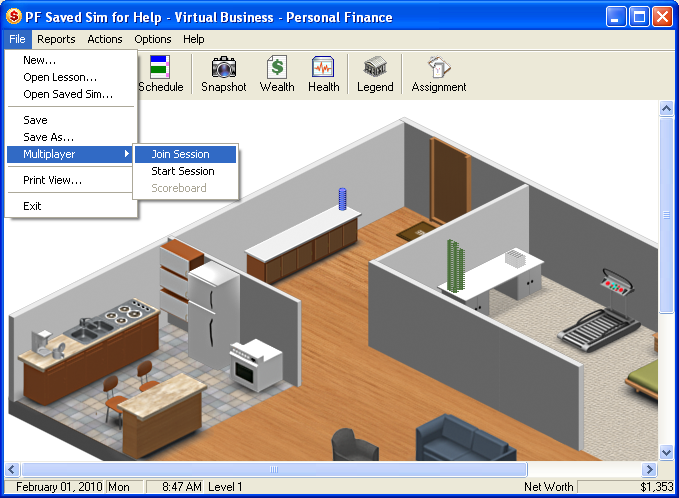 PF Saved Sim for Help - Virtual Business - Personal Finance
File Reports Actions Options Help
New...
Open Lesson...
Open Saved Sim...
Save
Save As...
Multiplayer
Print View...
Exit
Join Session
Start Session
Scoreboard
Schedule Snapshot Wealth Health Legend Assignment
February 01, 2010 Mon 8:47 AM Level 1 Net Worth $1,353